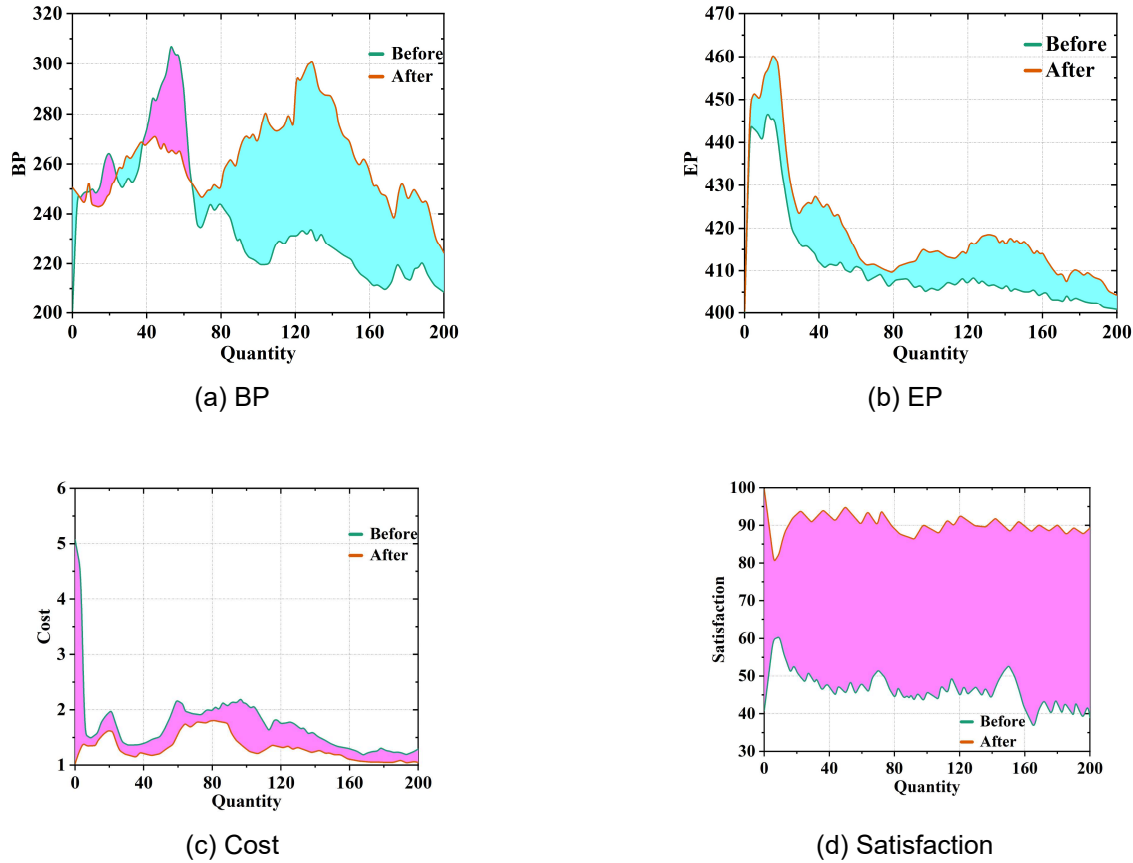 320
300
280
260
240
220
200
BP
Before
After
0
40
80
120
160
200
Quantity
(a) BP
470
460
450
440
430
420
410
400
EP
Before
After
0
40
80
120
160
200
Quantity
(b) EP
6
5
4
3
2
1
Cost
Before
After
0
40
80
120
160
200
Quantity
(c) Cost
100
90
80
70
60
50
40
30
Satisfaction
Before
After
0
40
80
120
160
200
Quantity
(d) Satisfaction